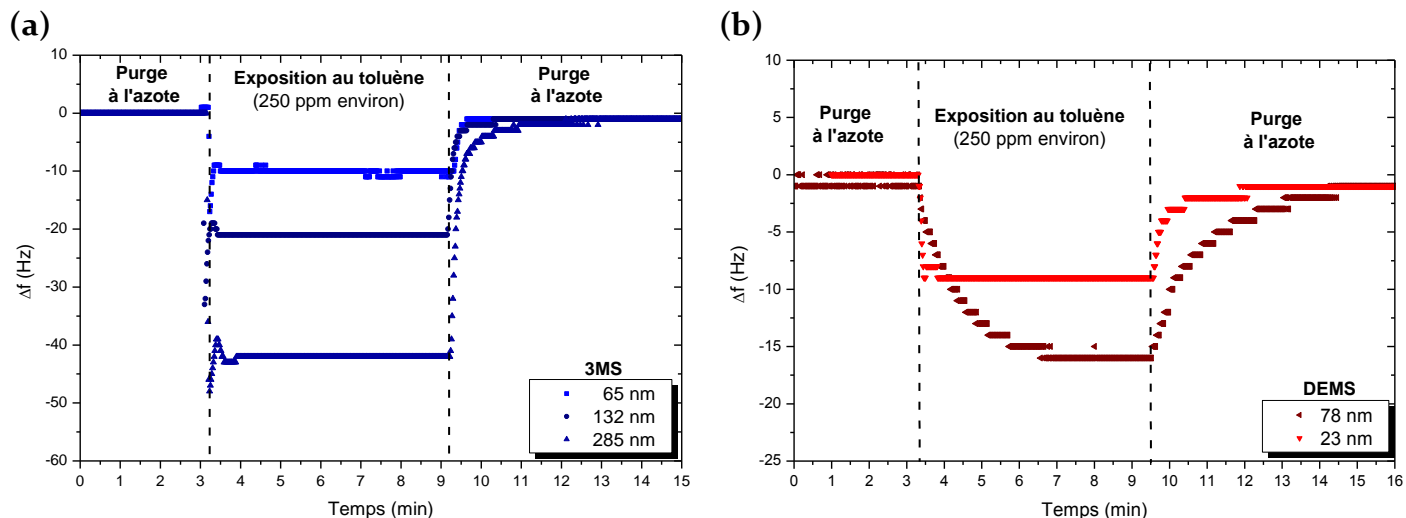 (a)
10
0
-10
-20
-30
-40
-50
-60
Δf (Hz)
Purge
à l'azote
Exposition au toluène
(250 ppm environ)
Purge
à l'azote
3MS
65 nm
132 nm
285 nm
0 1 2 3 4 5 6 7 8 9 10 11 12 13 14 15
Temps (min)
(b)
10
5
0
-5
-10
-15
-20
-25
Δf (Hz)
Purge
à l'azote
Exposition au toluène
(250 ppm environ)
Purge
à l'azote
DEMS
78 nm
23 nm
0 1 2 3 4 5 6 7 8 9 10 11 12 13 14 15 16
Temps (min)